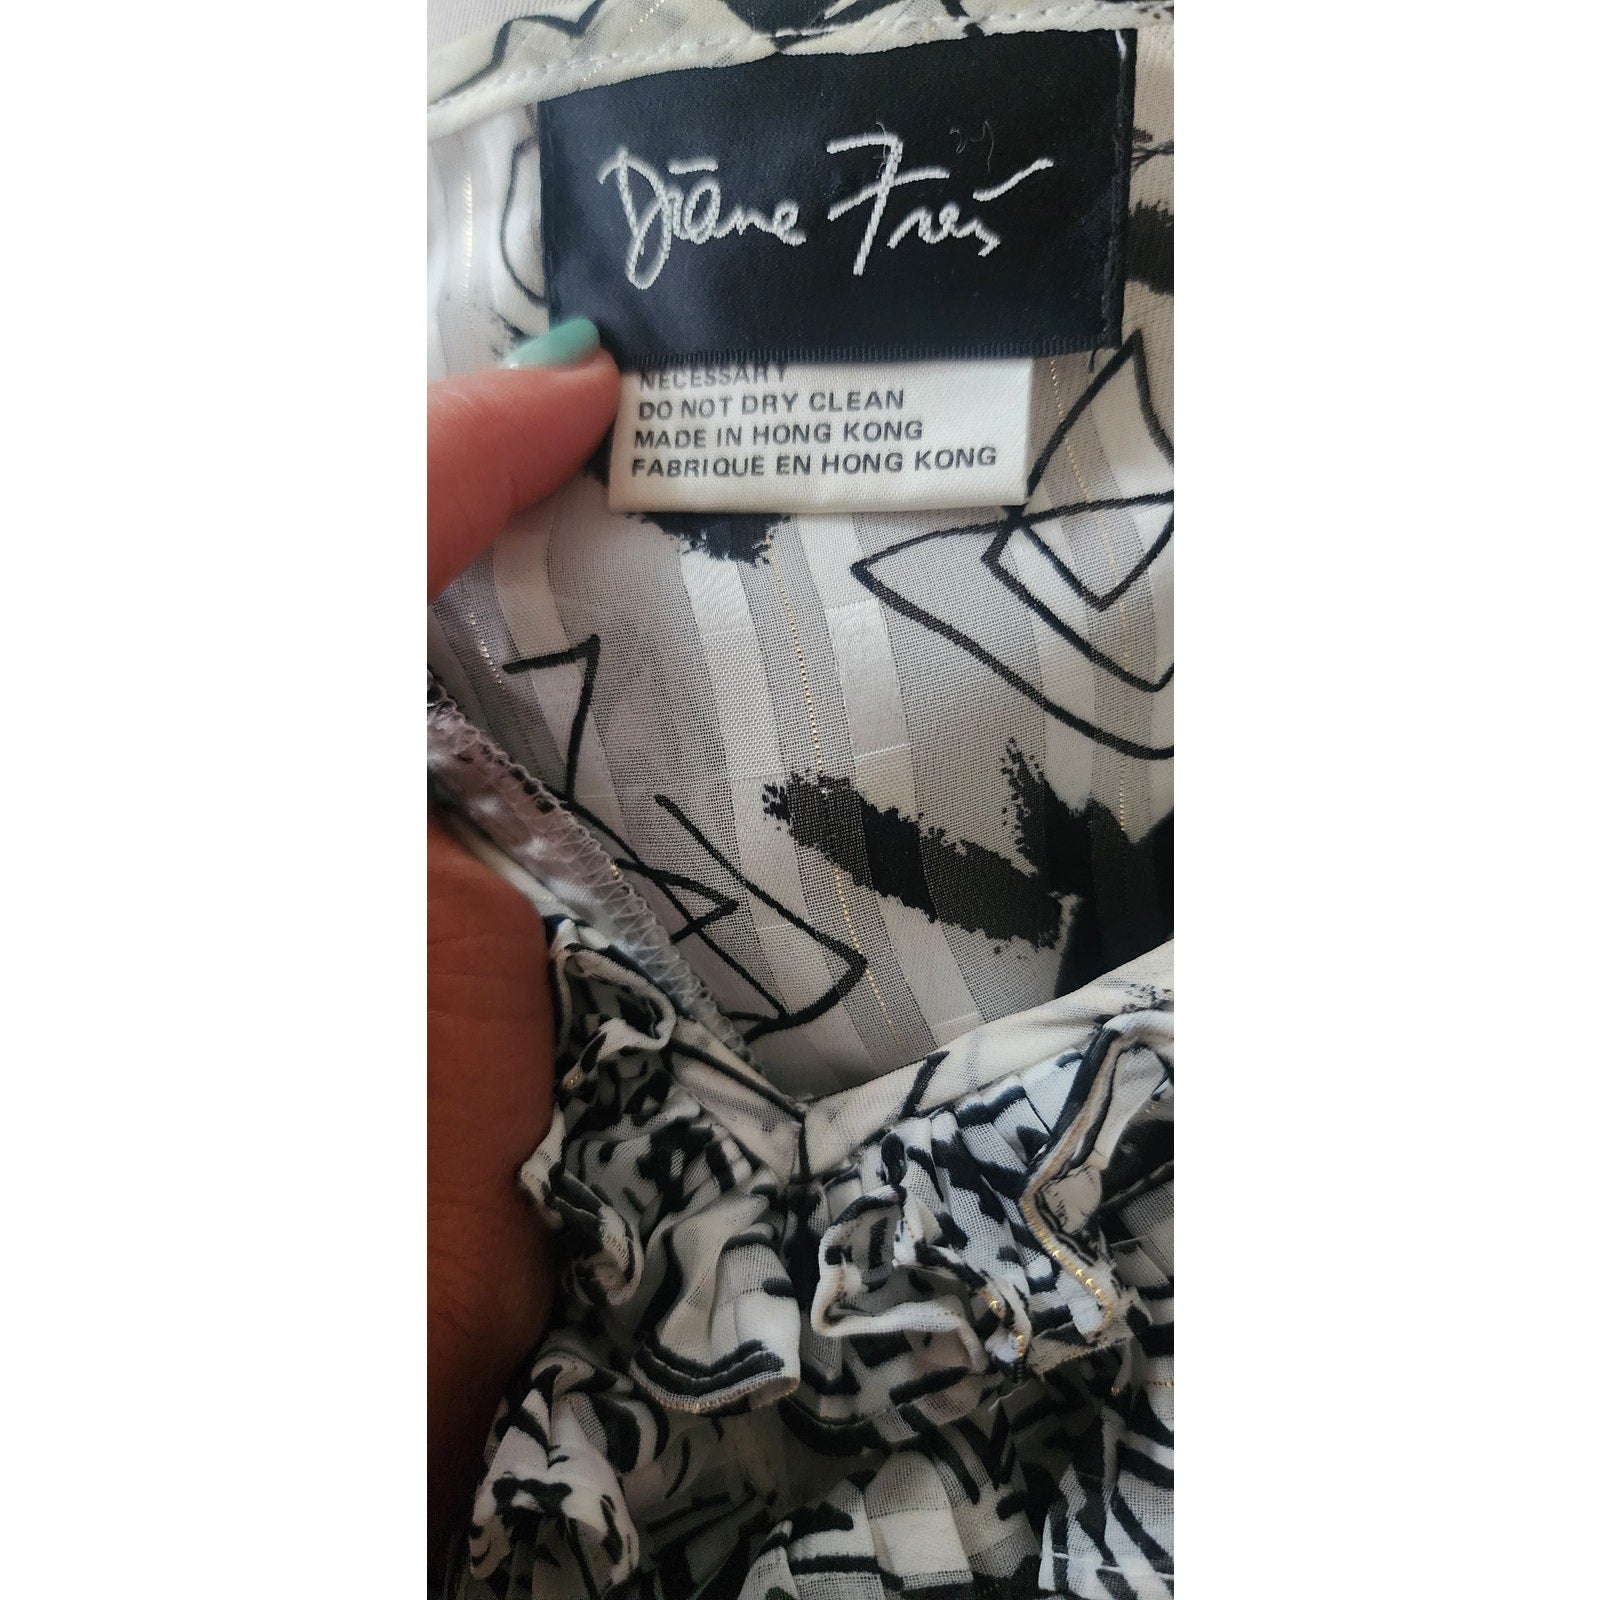 Diane Freis
NECESSARY
DO NOT DRY CLEAN
MADE IN HONG KONG
FABRIQUE EN HONG KONG